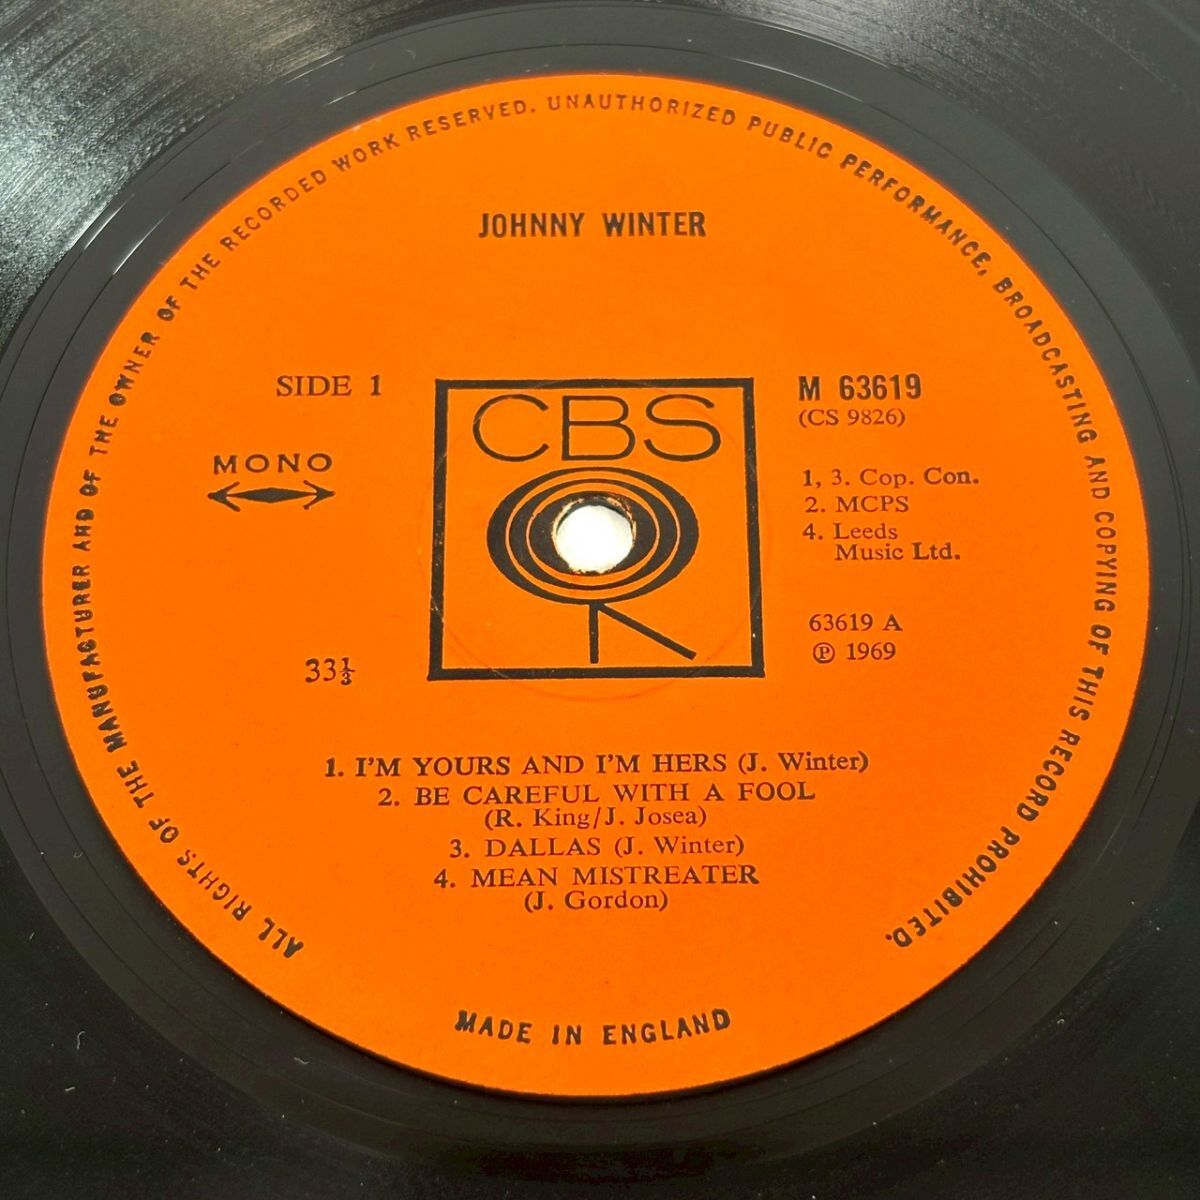 ALL RIGHTS OF THE MANUFACTURER AND OF THE OWNER OF THE RECORDED WORK RESERVED. UNAUTHORIZED PUBLIC PERFORMANCE, BROADCASTING AND COPYING OF THIS RECORD PROHIBITED.
JOHNNY WINTER
SIDE 1
MONO
33⅓
CBS
M 63619
(CS 9826)
1, 3. Cop. Con.
2. MCPS
4. Leeds
Music Ltd.
63619 A
℗ 1969
1. I'M YOURS AND I'M HERS (J. Winter)
2. BE CAREFUL WITH A FOOL
(R. King/J. Josea)
3. DALLAS (J. Winter)
4. MEAN MISTREATER
(J. Gordon)
MADE IN ENGLAND